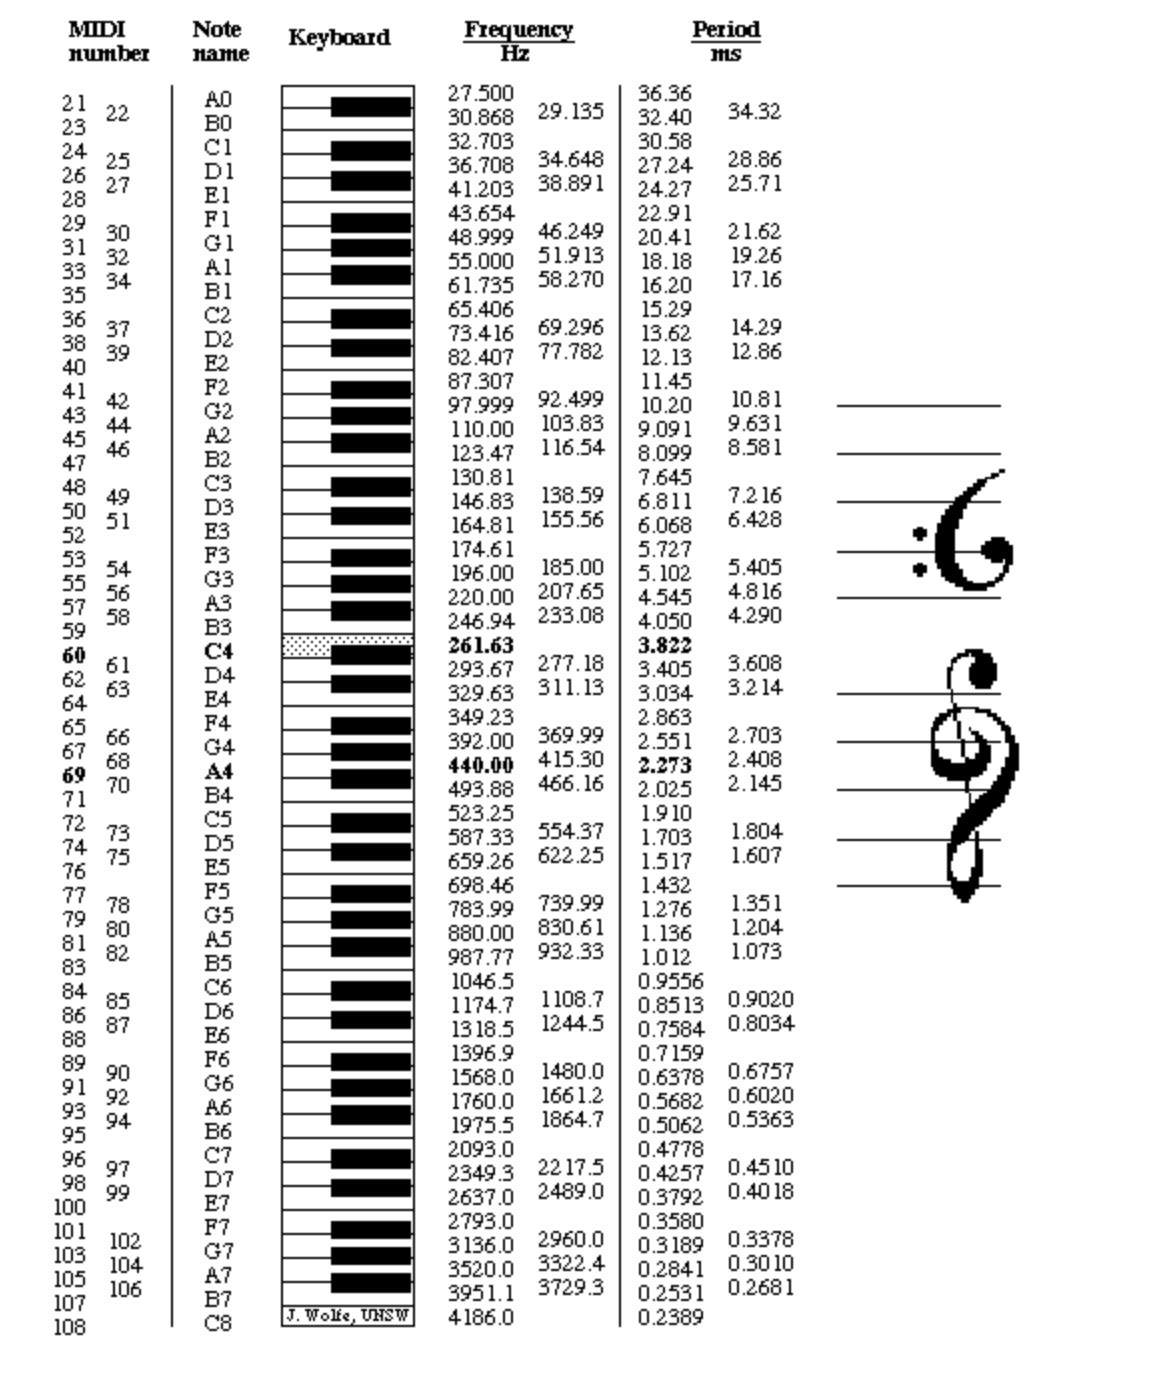 MIDI number Note name Keyboard Frequency Hz Period ms
21 A0 27.500 36.36
22 29.135 34.32
23 B0 30.868 32.40
24 C1 32.703 30.58
25 34.648 28.86
26 D1 36.708 27.24
27 38.891 25.71
28 E1 41.203 24.27
29 F1 43.654 22.91
30 46.249 21.62
31 G1 48.999 20.41
32 51.913 19.26
33 A1 55.000 18.18
34 58.270 17.16
35 B1 61.735 16.20
36 C2 65.406 15.29
37 69.296 14.29
38 D2 73.416 13.62
39 77.782 12.86
40 E2 82.407 12.13
41 F2 87.307 11.45
42 92.499 10.81
43 G2 97.999 10.20
44 103.83 9.631
45 A2 110.00 9.091
46 116.54 8.581
47 B2 123.47 8.099
48 C3 130.81 7.645
49 138.59 7.216
50 D3 146.83 6.811
51 155.56 6.428
52 E3 164.81 6.068
53 F3 174.61 5.727
54 185.00 5.405
55 G3 196.00 5.102
56 207.65 4.816
57 A3 220.00 4.545
58 233.08 4.290
59 B3 246.94 4.050
60 C4 261.63 3.822
61 277.18 3.608
62 D4 293.67 3.405
63 311.13 3.214
64 E4 329.63 3.034
65 F4 349.23 2.863
66 369.99 2.703
67 G4 392.00 2.551
68 415.30 2.408
69 A4 440.00 2.273
70 466.16 2.145
71 B4 493.88 2.025
72 C5 523.25 1.910
73 554.37 1.804
74 D5 587.33 1.703
75 622.25 1.607
76 E5 659.26 1.517
77 F5 698.46 1.432
78 739.99 1.351
79 G5 783.99 1.276
80 830.61 1.204
81 A5 880.00 1.136
82 932.33 1.073
83 B5 987.77 1.012
84 C6 1046.5 0.9556
85 1108.7 0.9020
86 D6 1174.7 0.8513
87 1244.5 0.8034
88 E6 1318.5 0.7584
89 F6 1396.9 0.7159
90 1480.0 0.6757
91 G6 1568.0 0.6378
92 1661.2 0.6020
93 A6 1760.0 0.5682
94 1864.7 0.5363
95 B6 1975.5 0.5062
96 C7 2093.0 0.4778
97 2217.5 0.4510
98 D7 2349.3 0.4257
99 2489.0 0.4018
100 E7 2637.0 0.3792
101 F7 2793.0 0.3580
102 2960.0 0.3378
103 G7 3136.0 0.3189
104 3322.4 0.3010
105 A7 3520.0 0.2841
106 3729.3 0.2681
107 B7 3951.1 0.2531
108 C8 J. Wolfe, UNSW 4186.0 0.2389